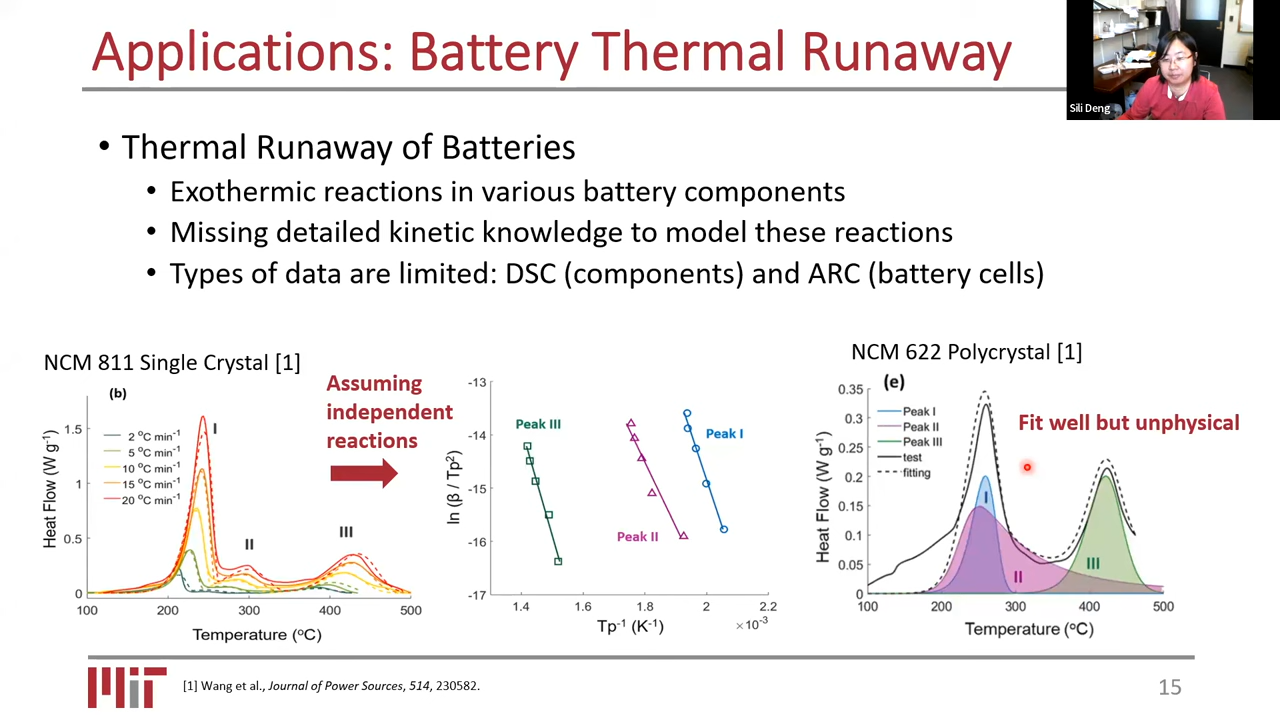 Applications: Battery Thermal Runaway
Sili Deng
• Thermal Runaway of Batteries
• Exothermic reactions in various battery components
• Missing detailed kinetic knowledge to model these reactions
• Types of data are limited: DSC (components) and ARC (battery cells)
NCM 811 Single Crystal [1]
(b)
I
II
III
2 °C min⁻¹
5 °C min⁻¹
10 °C min⁻¹
15 °C min⁻¹
20 °C min⁻¹
Heat Flow (W g⁻¹)
1.5
1
0.5
0
100 200 300 400 500
Temperature (°C)
Assuming
independent
reactions
ln (β / Tp²)
-13
-14
-15
-16
-17
Peak III
Peak II
Peak I
1.4 1.6 1.8 2 2.2
Tp⁻¹ (K⁻¹)
×10⁻³
NCM 622 Polycrystal [1]
(e)
Peak I
Peak II
Peak III
test
fitting
Fit well but unphysical
I
II
III
Heat Flow (W g⁻¹)
0.35
0.3
0.25
0.2
0.15
0.1
0.05
0
100 200 300 400 500
Temperature (°C)
MIT
[1] Wang et al., Journal of Power Sources, 514, 230582.
15